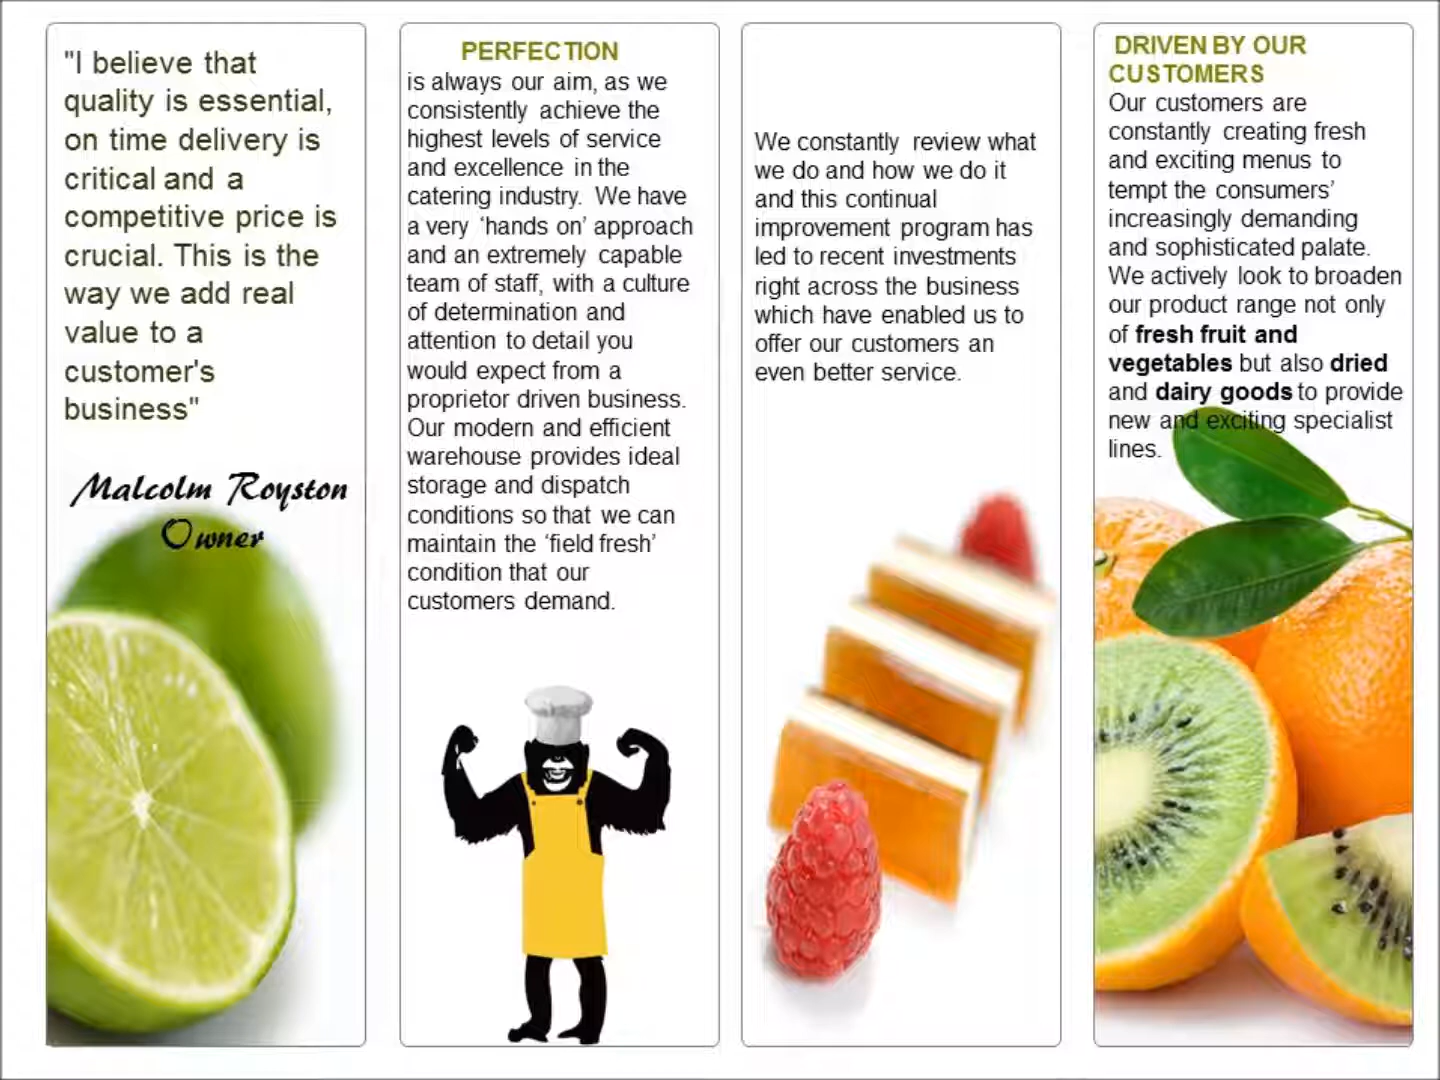 "I believe that
quality is essential,
on time delivery is
critical and a
competitive price is
crucial. This is the
way we add real
value to a
customer's
business"
Malcolm Royston
Owner
PERFECTION
is always our aim, as we
consistently achieve the
highest levels of service
and excellence in the
catering industry. We have
a very ‘hands on’ approach
and an extremely capable
team of staff, with a culture
of determination and
attention to detail you
would expect from a
proprietor driven business.
Our modern and efficient
warehouse provides ideal
storage and dispatch
conditions so that we can
maintain the ‘field fresh’
condition that our
customers demand.
We constantly review what
we do and how we do it
and this continual
improvement program has
led to recent investments
right across the business
which have enabled us to
offer our customers an
even better service.
DRIVEN BY OUR
CUSTOMERS
Our customers are
constantly creating fresh
and exciting menus to
tempt the consumers’
increasingly demanding
and sophisticated palate.
We actively look to broaden
our product range not only
of fresh fruit and
vegetables but also dried
and dairy goods to provide
new and exciting specialist
lines.